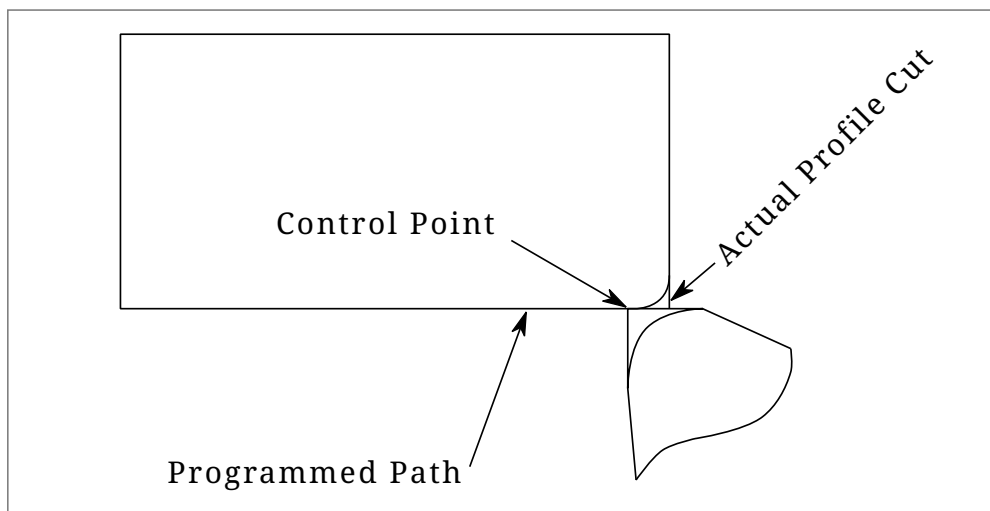 Actual Profile Cut
Control Point
Programmed Path